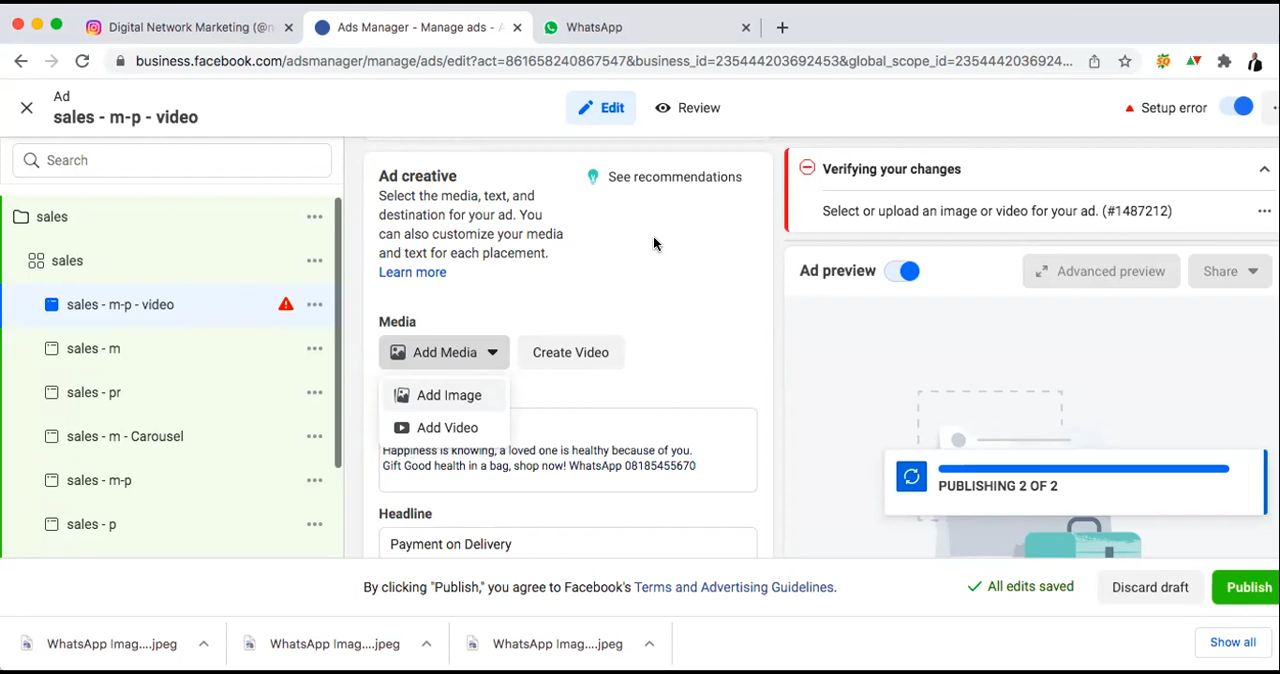 Digital Network Marketing (@n
Ads Manager - Manage ads - A
WhatsApp
business.facebook.com/adsmanager/manage/ads/edit?act=861658240867547&business_id=235444203692453&global_scope_id=2354442036924...
Ad
sales - m-p - video
Edit
Review
Setup error
Search
sales
sales
sales - m-p - video
sales - m
sales - pr
sales - m - Carousel
sales - m-p
sales - p
Ad creative
See recommendations
Select the media, text, and
destination for your ad. You
can also customize your media
and text for each placement.
Learn more
Media
Add Media
Create Video
Add Image
Add Video
Happiness is knowing, a loved one is healthy because of you.
Gift Good health in a bag, shop now! WhatsApp 08185455670
Headline
Payment on Delivery
Verifying your changes
Select or upload an image or video for your ad. (#1487212)
Ad preview
Advanced preview
Share
PUBLISHING 2 OF 2
By clicking "Publish," you agree to Facebook's Terms and Advertising Guidelines.
All edits saved
Discard draft
Publish
WhatsApp Imag....jpeg
WhatsApp Imag....jpeg
WhatsApp Imag....jpeg
Show all